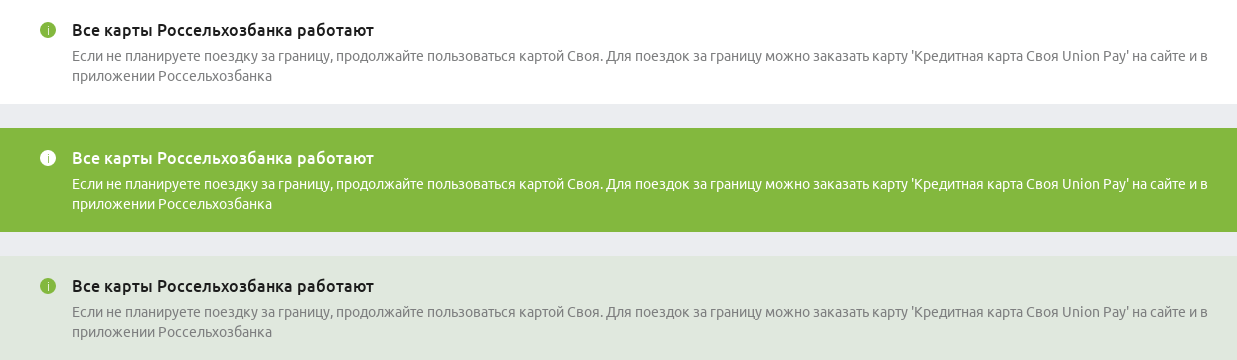 Все карты Россельхозбанка работают
Если не планируете поездку за границу, продолжайте пользоваться картой Своя. Для поездок за границу можно заказать карту 'Кредитная карта Своя Union Pay' на сайте и в
приложении Россельхозбанка
Все карты Россельхозбанка работают
Если не планируете поездку за границу, продолжайте пользоваться картой Своя. Для поездок за границу можно заказать карту 'Кредитная карта Своя Union Pay' на сайте и в
приложении Россельхозбанка
Все карты Россельхозбанка работают
Если не планируете поездку за границу, продолжайте пользоваться картой Своя. Для поездок за границу можно заказать карту 'Кредитная карта Своя Union Pay' на сайте и в
приложении Россельхозбанка